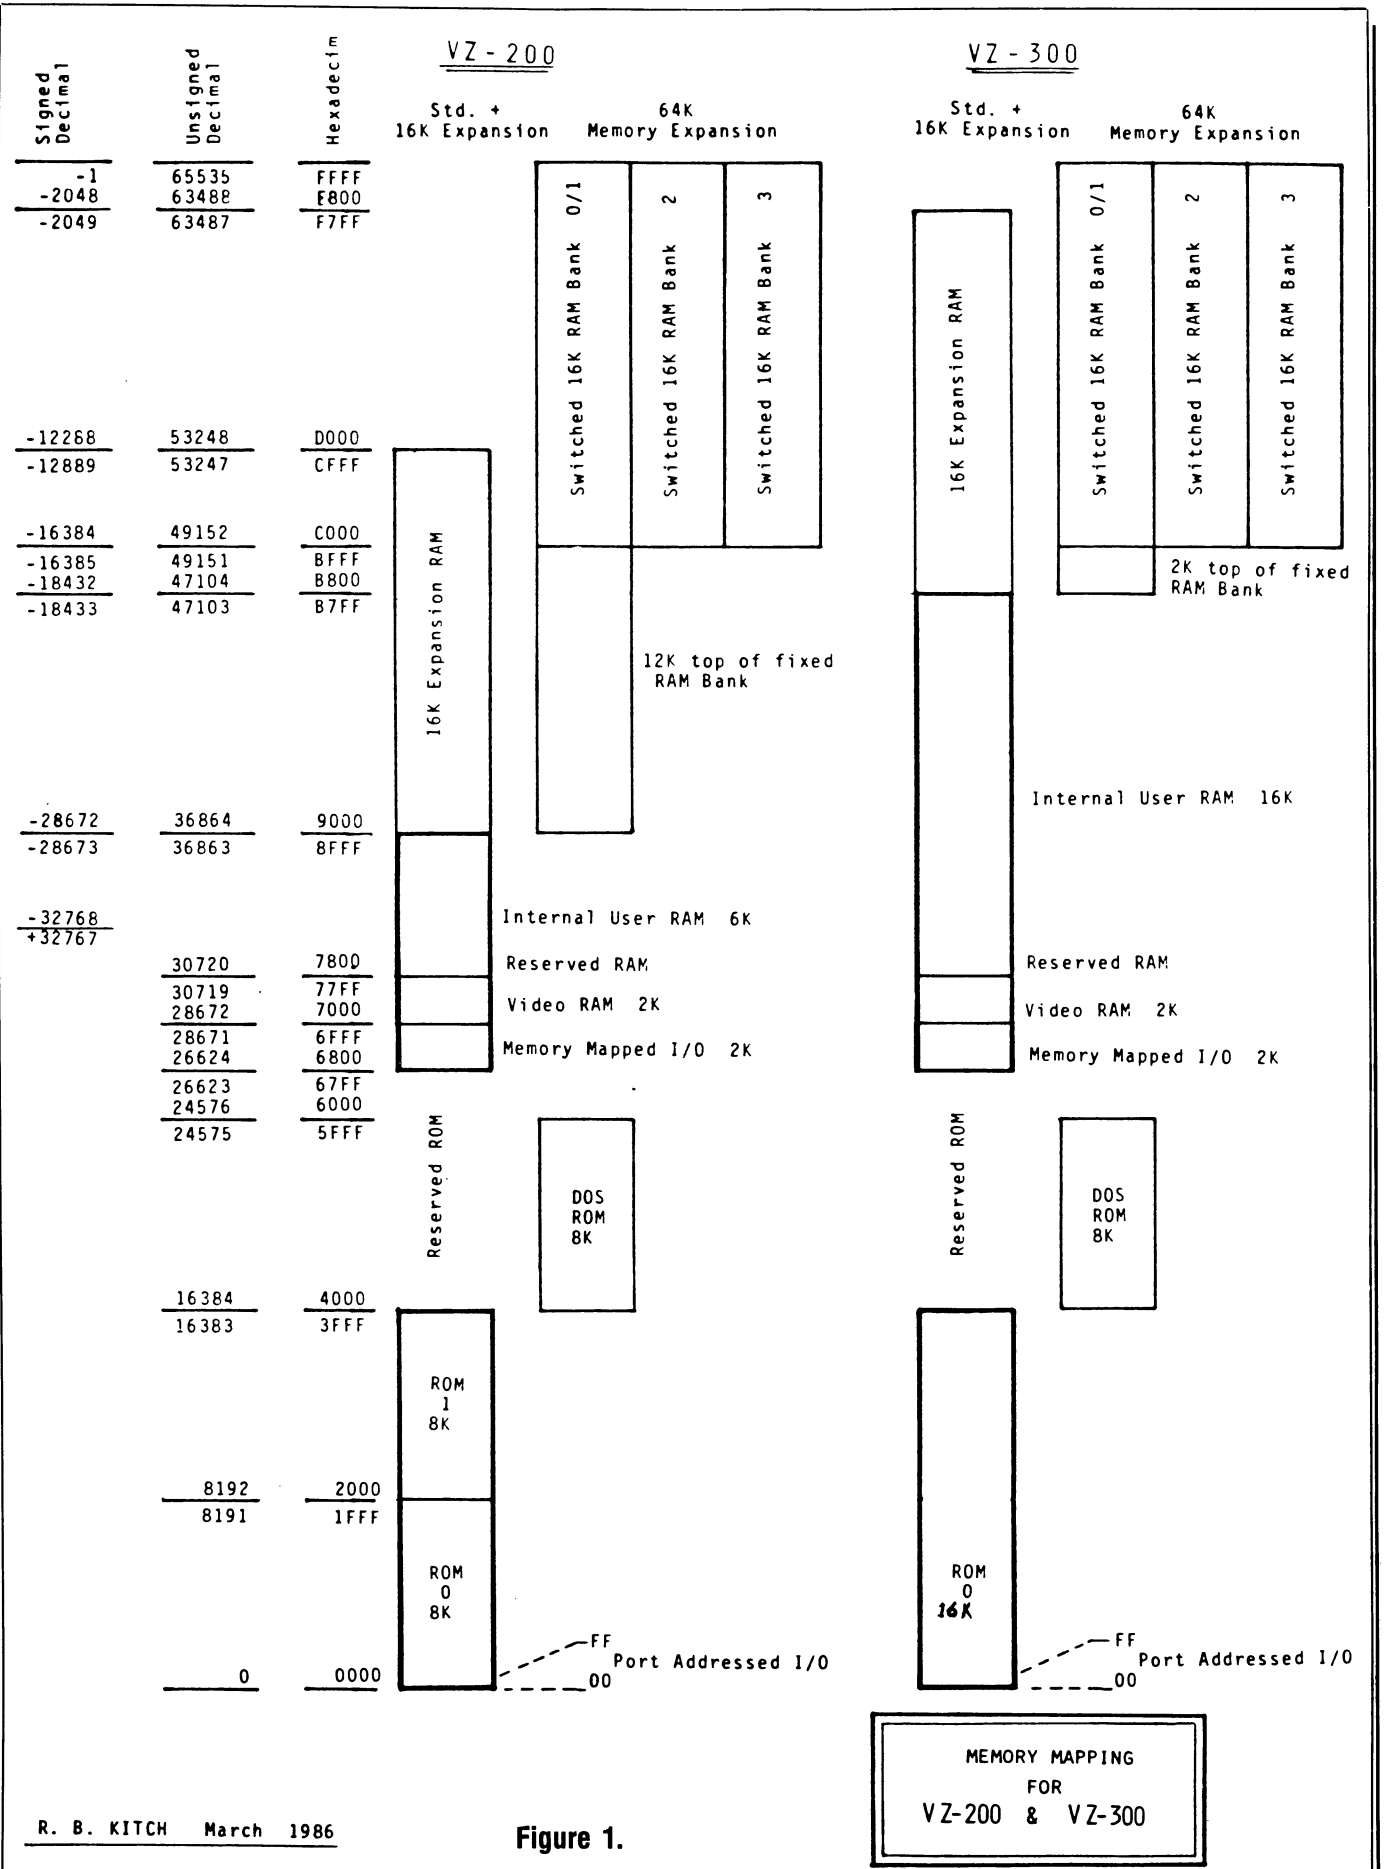 Signed
Decimal
Unsigned
Decimal
Hexadecim
VZ-200
VZ-300
Std. +
16K Expansion
64K
Memory Expansion
Std. +
16K Expansion
64K
Memory Expansion
-1 65535 FFFF
-2048 63488 F800
-2049 63487 F7FF
-12288 53248 D000
-12889 53247 CFFF
-16384 49152 C000
-16385 49151 BFFF
-18432 47104 B800
-18433 47103 B7FF
-28672 36864 9000
-28673 36863 8FFF
-32768
+32767
30720 7800
30719 77FF
28672 7000
28671 6FFF
26624 6800
26623 67FF
24576 6000
24575 5FFF
16384 4000
16383 3FFF
8192 2000
8191 1FFF
0 0000
16K Expansion RAM
Switched 16K RAM Bank 0/1
Switched 16K RAM Bank 2
Switched 16K RAM Bank 3
12K top of fixed
RAM Bank
Internal User RAM 6K
Reserved RAM
Video RAM 2K
Memory Mapped I/O 2K
Reserved ROM
DOS
ROM
8K
ROM
1
8K
ROM
0
8K
FF
Port Addressed I/O
00
16K Expansion RAM
Switched 16K RAM Bank 0/1
Switched 16K RAM Bank 2
Switched 16K RAM Bank 3
2K top of fixed
RAM Bank
Internal User RAM 16K
Reserved RAM
Video RAM 2K
Memory Mapped I/O 2K
Reserved ROM
DOS
ROM
8K
ROM
0
16K
FF
Port Addressed I/O
00
MEMORY MAPPING
FOR
VZ-200 & VZ-300
R. B. KITCH March 1986
Figure 1.